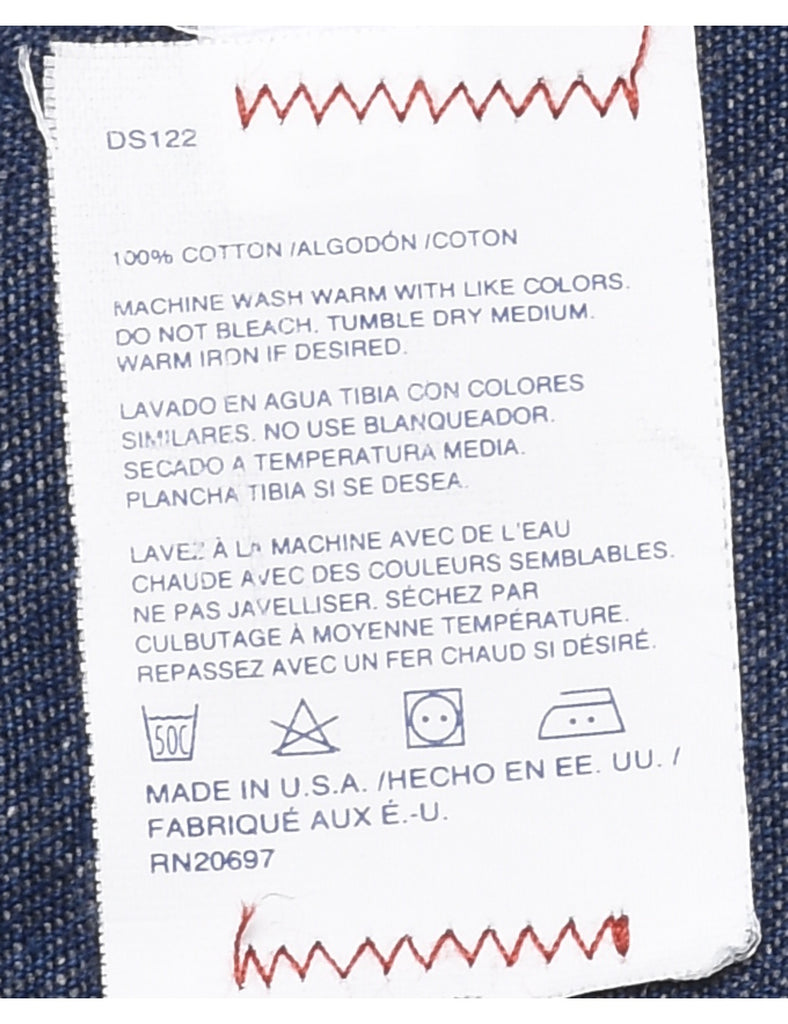 DS122
100% COTTON /ALGODÓN /COTON
MACHINE WASH WARM WITH LIKE COLORS.
DO NOT BLEACH. TUMBLE DRY MEDIUM.
WARM IRON IF DESIRED.
LAVADO EN AGUA TIBIA CON COLORES
SIMILARES. NO USE BLANQUEADOR.
SECADO A TEMPERATURA MEDIA.
PLANCHA TIBIA SI SE DESEA.
LAVEZ À LA MACHINE AVEC DE L'EAU
CHAUDE AVEC DES COULEURS SEMBLABLES.
NE PAS JAVELLISER. SÉCHEZ PAR
CULBUTAGE À MOYENNE TEMPÉRATURE.
REPASSEZ AVEC UN FER CHAUD SI DÉSIRÉ.
50C
MADE IN U.S.A. /HECHO EN EE. UU. /
FABRIQUÉ AUX É.-U.
RN20697